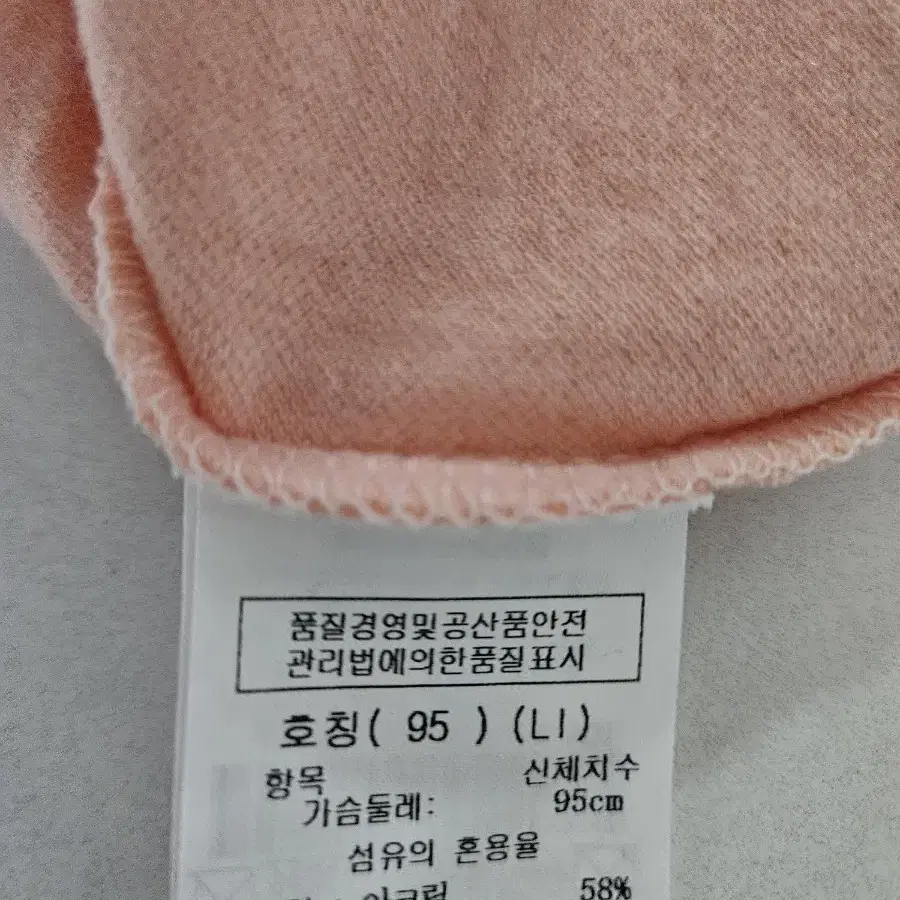 품질경영및공산품안전
관리법에의한품질표시
호칭( 95 ) (LI)
항목 신체치수
가슴둘레: 95cm
섬유의 혼용율
58%